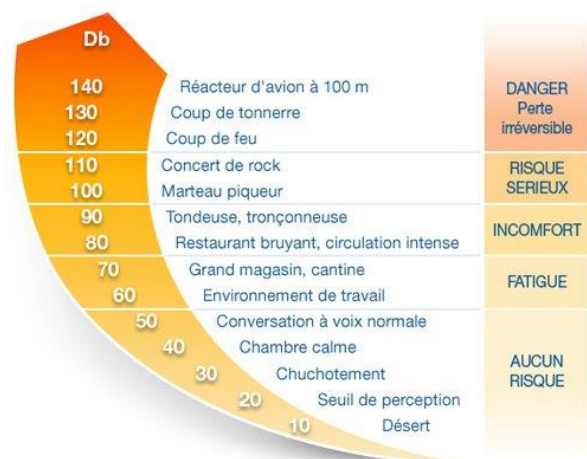 Db
140 Réacteur d'avion à 100 m
130 Coup de tonnerre
120 Coup de feu
DANGER
Perte
irréversible
110 Concert de rock
100 Marteau piqueur
RISQUE
SERIEUX
90 Tondeuse, tronçonneuse
80 Restaurant bruyant, circulation intense
INCOMFORT
70 Grand magasin, cantine
60 Environnement de travail
FATIGUE
50 Conversation à voix normale
40 Chambre calme
30 Chuchotement
20 Seuil de perception
10 Désert
AUCUN
RISQUE